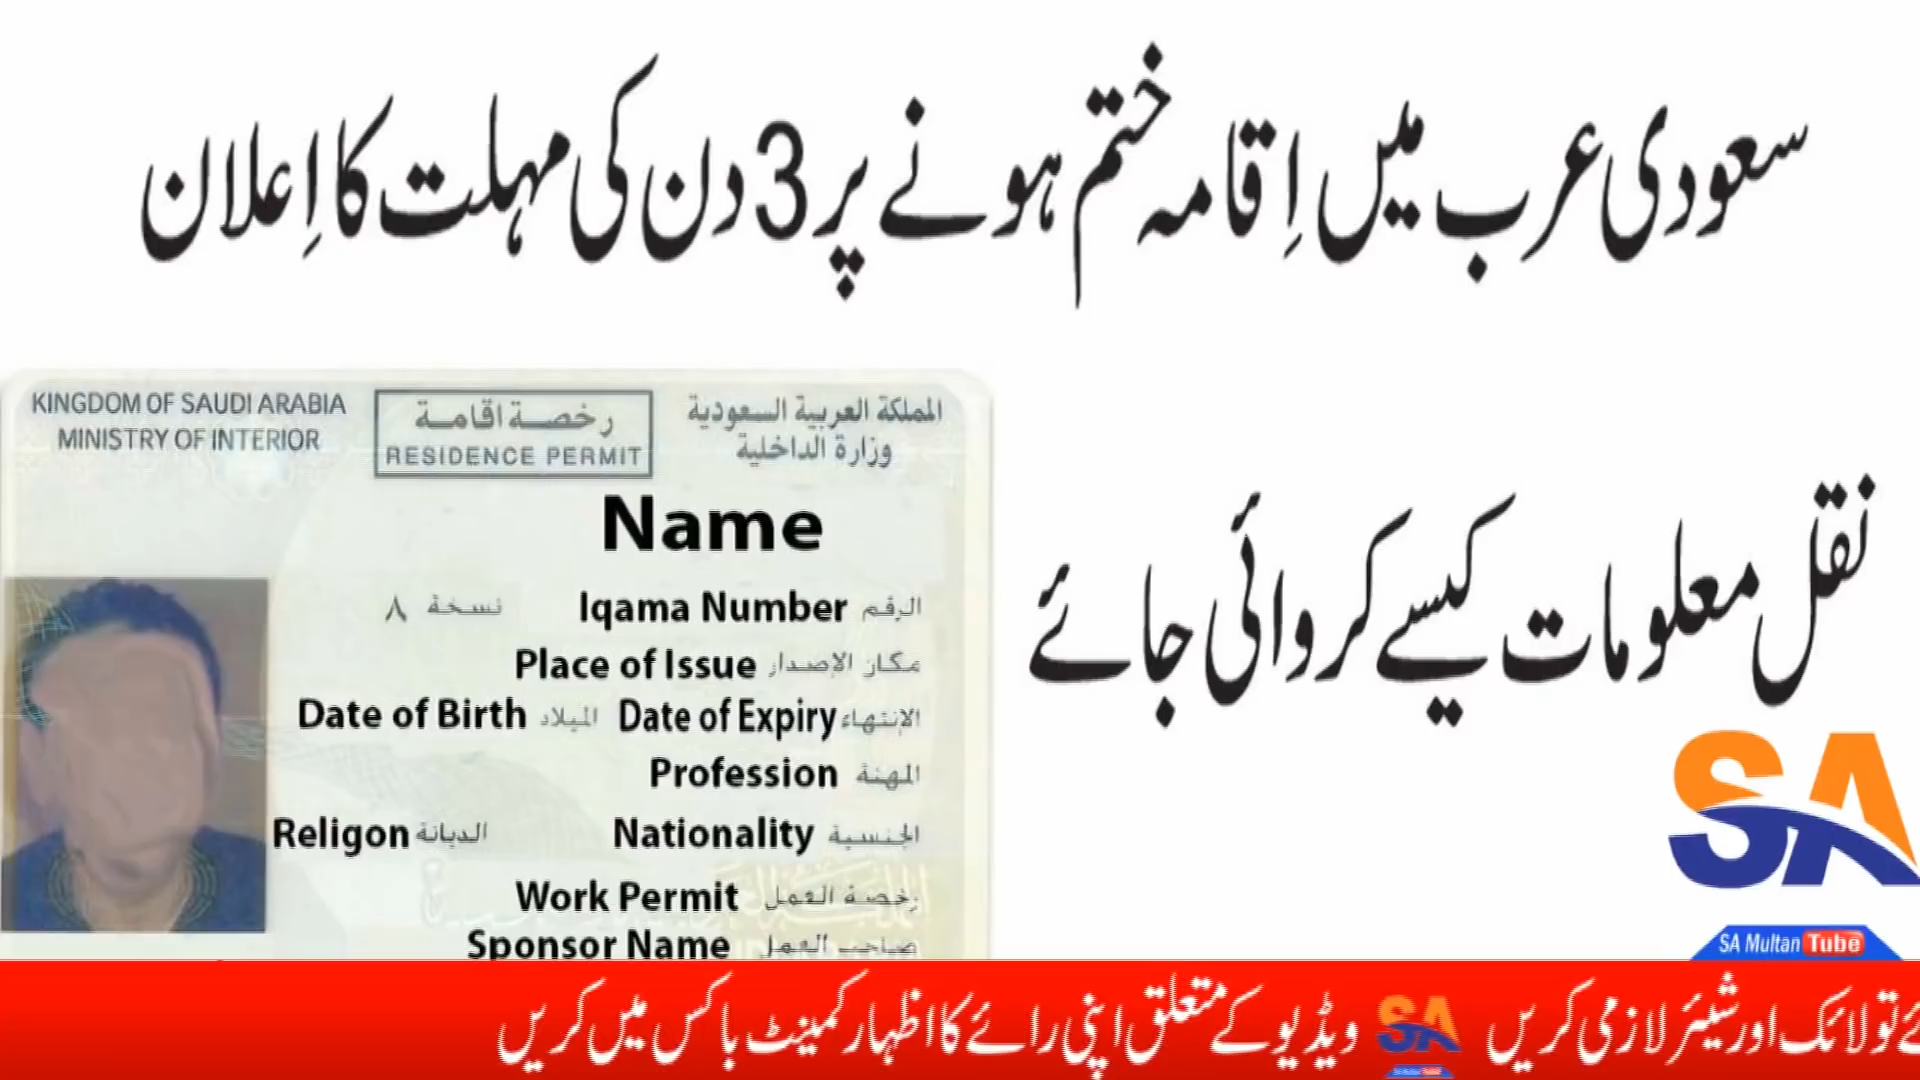 سعودی عرب میں اِقامہ ختم ہونے پر 3 دن کی مہلت کا اِعلان
KINGDOM OF SAUDI ARABIA
MINISTRY OF INTERIOR
رخصة اقامة
RESIDENCE PERMIT
المملكة العربية السعودية
وزارة الداخلية
Name
نقل معلومات کیسے کروائی جائے
Iqama Number الرقم نسخة ٨
Place of Issue مكان الإصدار
Date of Expiry الإنتهاء Date of Birth الميلاد
Profession المهنة
Nationality الجنسية Religon الديانة
Work Permit رخصة العمل
Sponsor Name صاحب العمل
SA
SA Multan Tube
ئے تو لائک اور شیئر لازمی کریں SA ویڈیو کے متعلق اپنی رائے کا اظہار کمینٹ باکس میں کریں